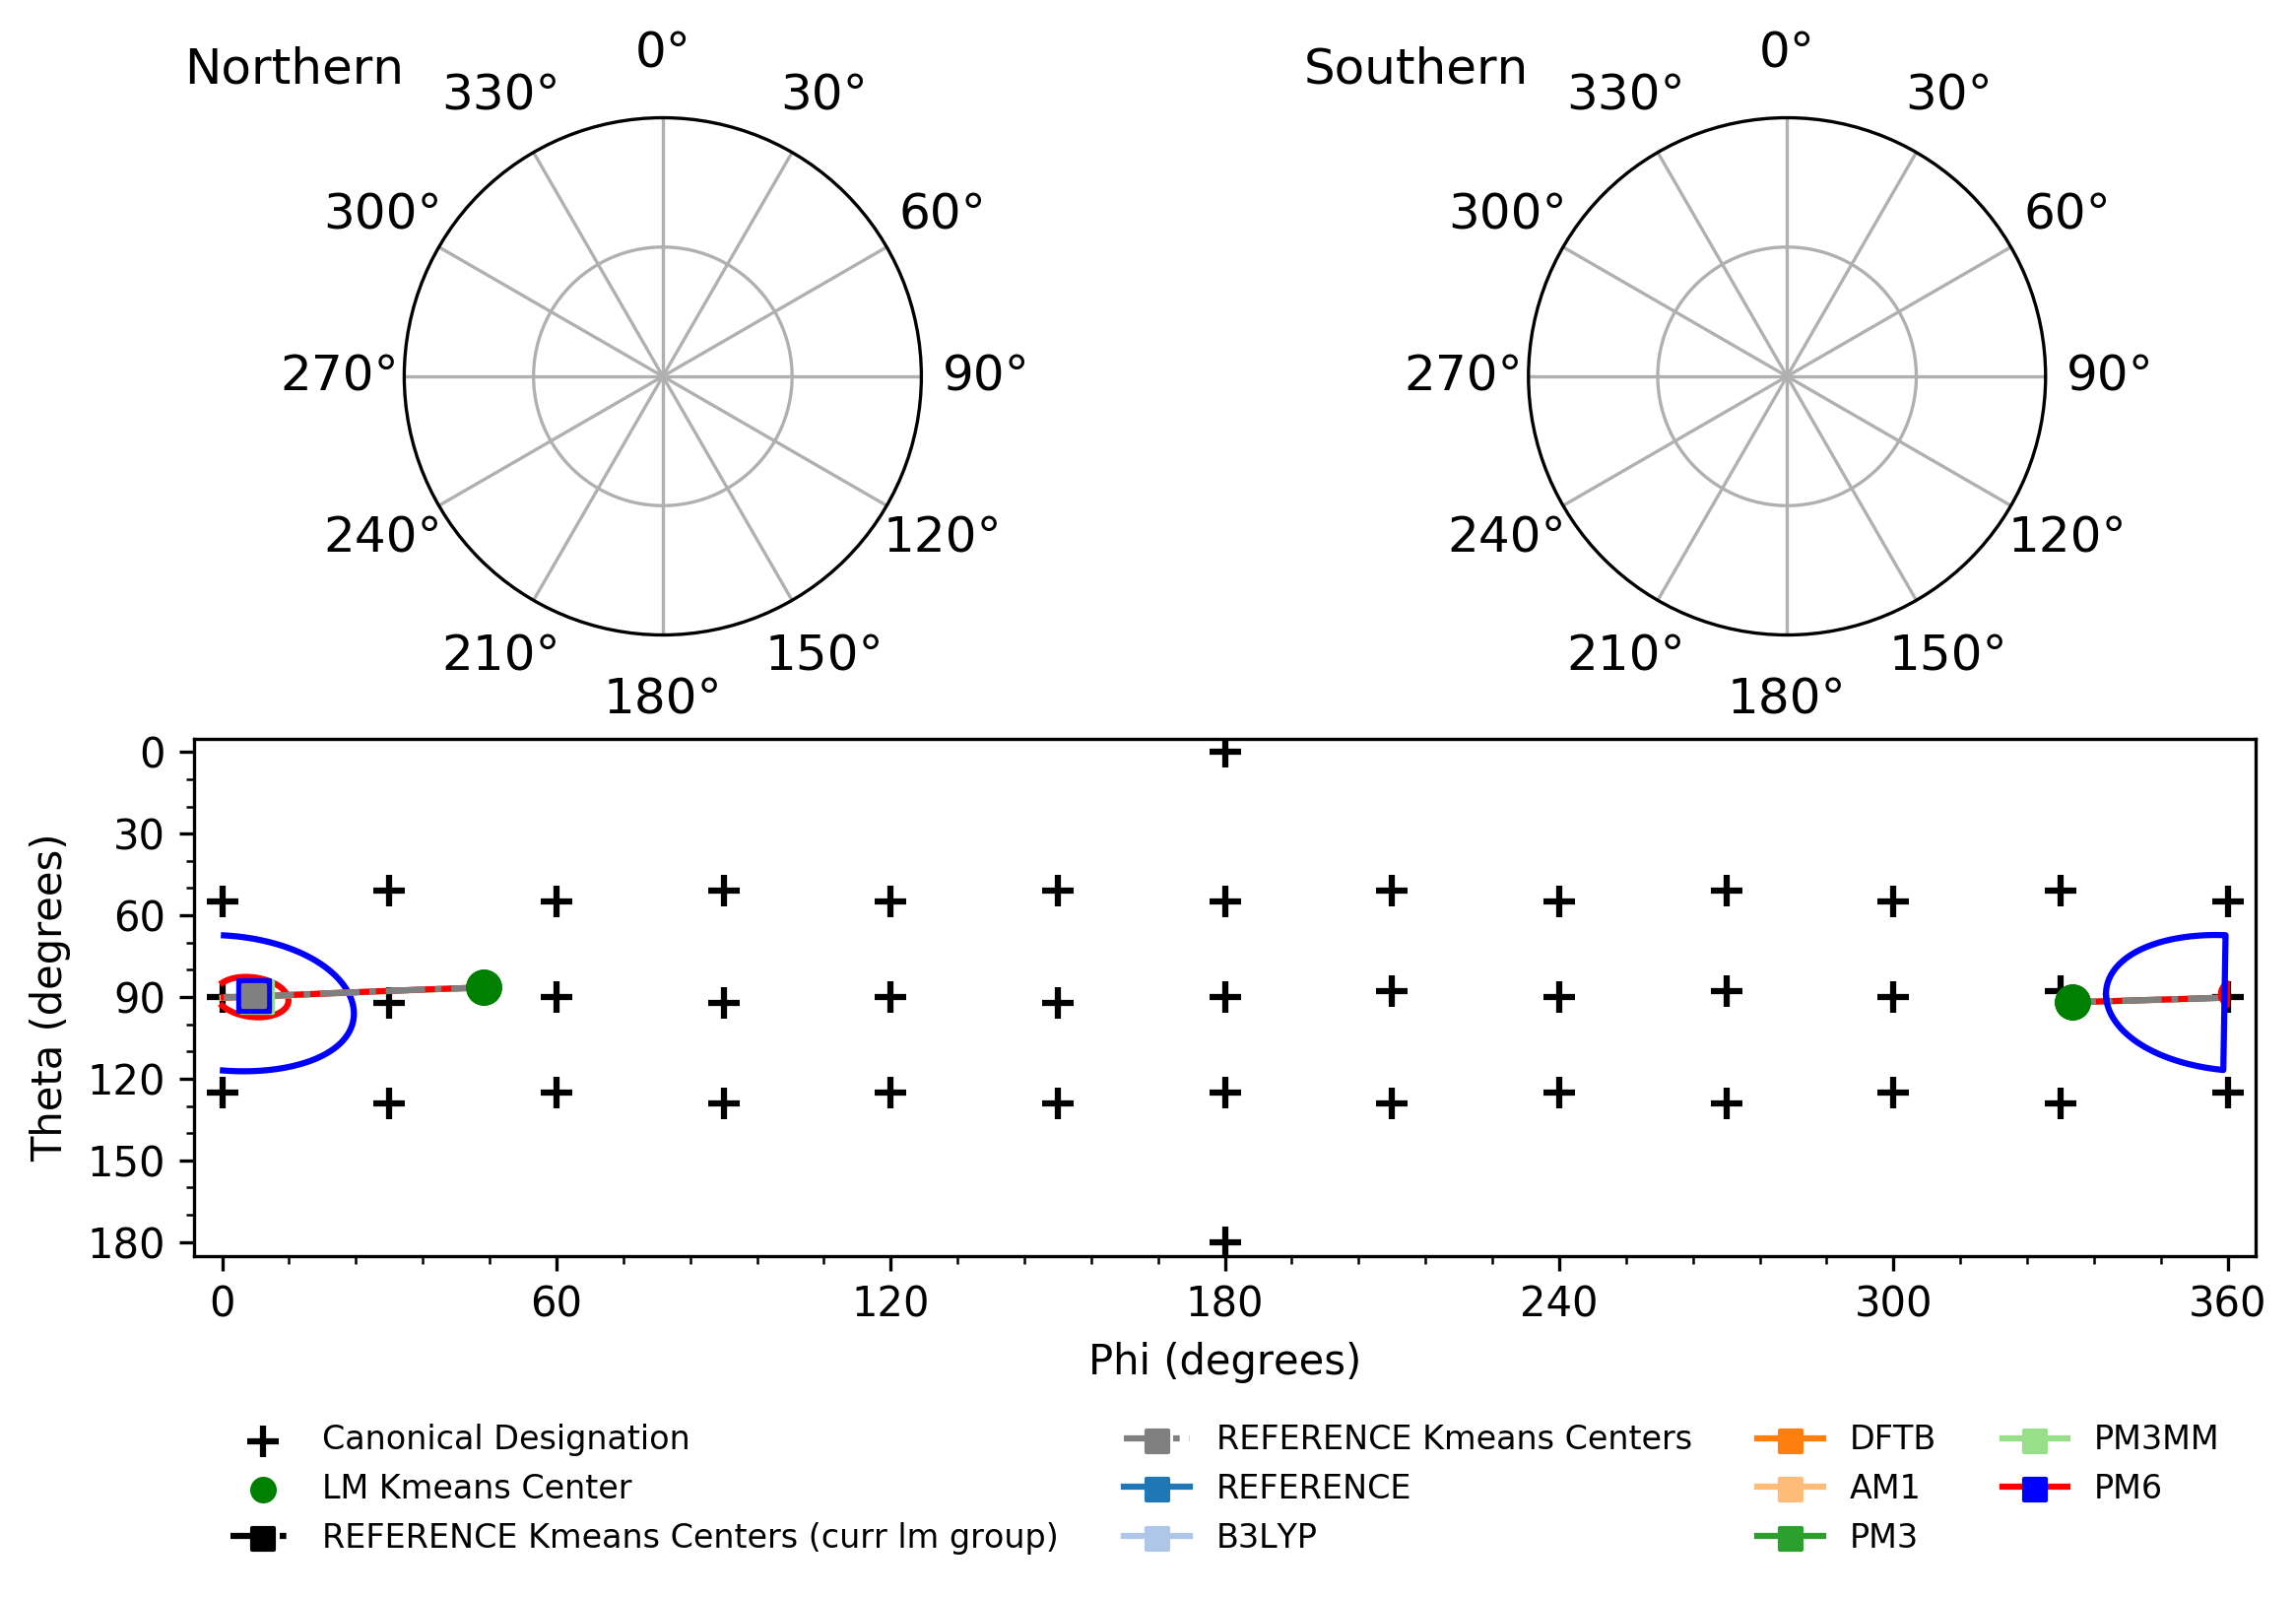 Northern
0°
30°
60°
90°
120°
150°
180°
210°
240°
270°
300°
330°
Southern
0°
30°
60°
90°
120°
150°
180°
210°
240°
270°
300°
330°
Theta (degrees)
0
30
60
90
120
150
180
0 60 120 180 240 300 360
Phi (degrees)
Canonical Designation
LM Kmeans Center
REFERENCE Kmeans Centers (curr lm group)
REFERENCE Kmeans Centers
REFERENCE
B3LYP
DFTB
AM1
PM3
PM3MM
PM6